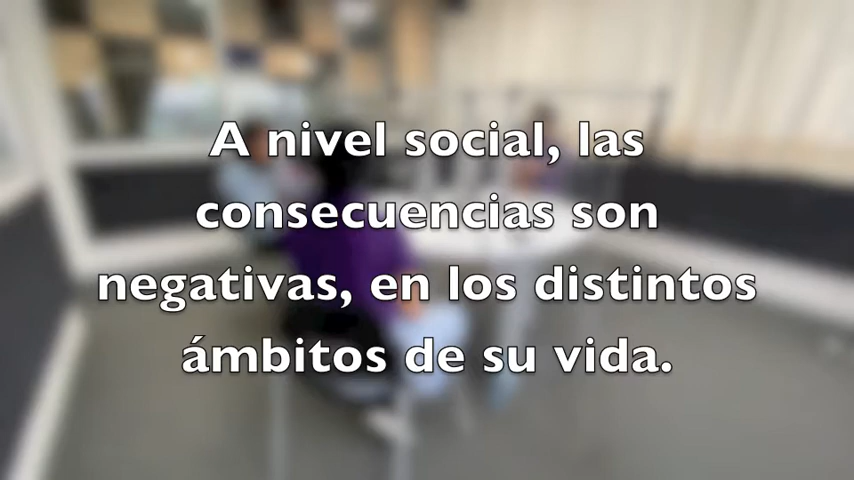 A nivel social, las
consecuencias son
negativas, en los distintos
ámbitos de su vida.